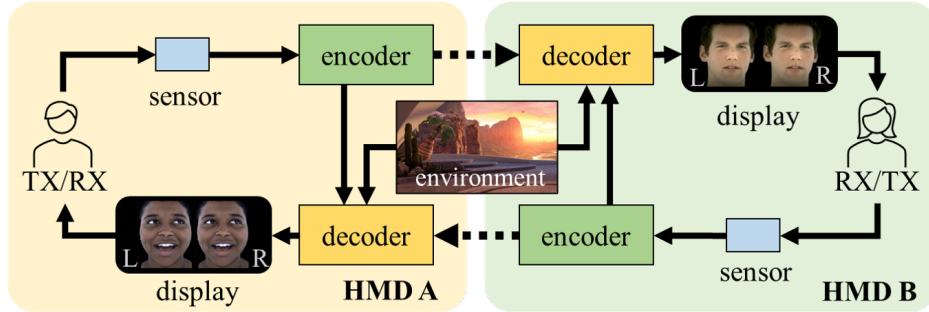 sensor
encoder
decoder
L
R
display
TX/RX
environment
RX/TX
L
R
display
decoder
encoder
sensor
HMD A
HMD B